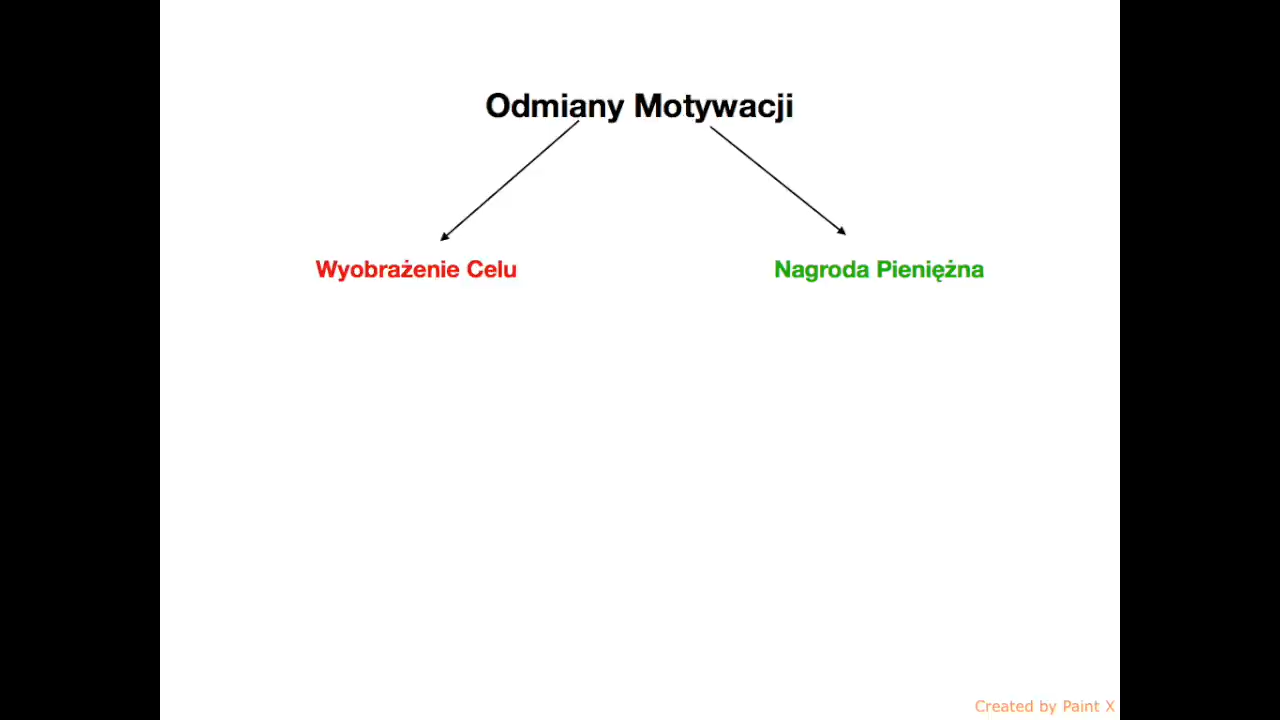 Odmiany Motywacji
Wyobrażenie Celu
Nagroda Pieniężna
Created by Paint X